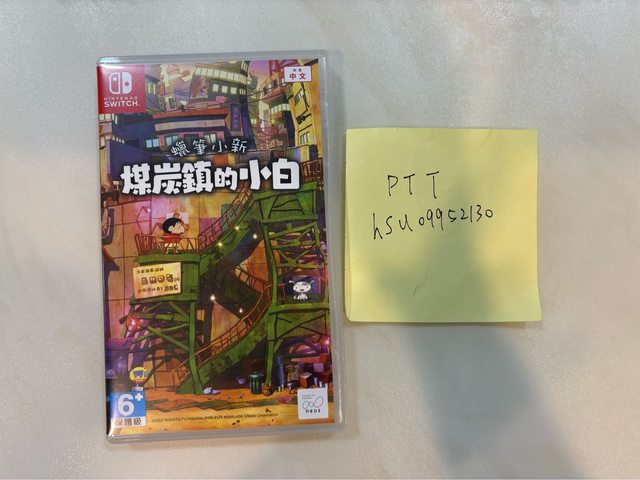 NINTENDO
SWITCH
中文
蠟筆小新
煤炭鎮的小白
6+
保護級
neos
PTT
hsu09952130